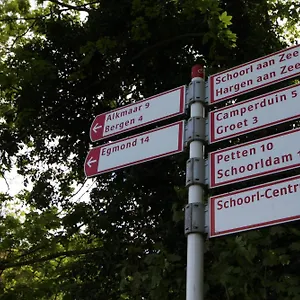 Alkmaar 9
Bergen 4
Egmond 14
Schoorl aan Zee
Hargen aan Zee
Camperduin 5
Groet 3
Petten 10
Schoorldam
Schoorl-Centr